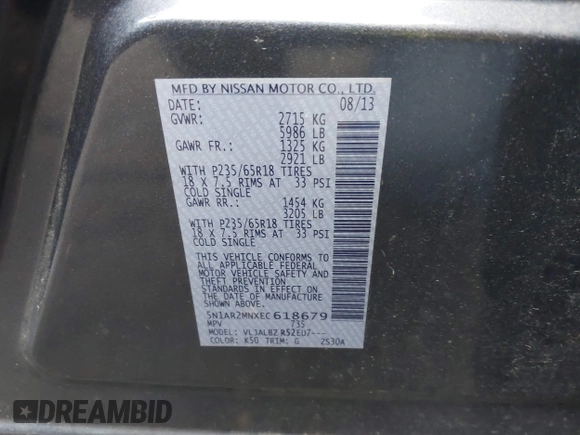 MFD BY NISSAN MOTOR CO., LTD.
DATE: 08/13
GVWR: 2715 KG
5986 LB
GAWR FR.: 1325 KG
2921 LB
WITH P235/65R18 TIRES
18 X 7.5 RIMS AT 33 PSI
COLD SINGLE
GAWR RR.: 1454 KG
3205 LB
WITH P235/65R18 TIRES
18 X 7.5 RIMS AT 33 PSI
COLD SINGLE
THIS VEHICLE CONFORMS TO
ALL APPLICABLE FEDERAL
MOTOR VEHICLE SAFETY AND
THEFT PREVENTION
STANDARDS IN EFFECT ON
THE DATE OF MANUFACTURE
SHOWN ABOVE.
5N1AR2MNXEC618679
MPV 735
MODEL: R52EU7---
COLOR: K50 TRIM: G 2S30A
DREAMBID